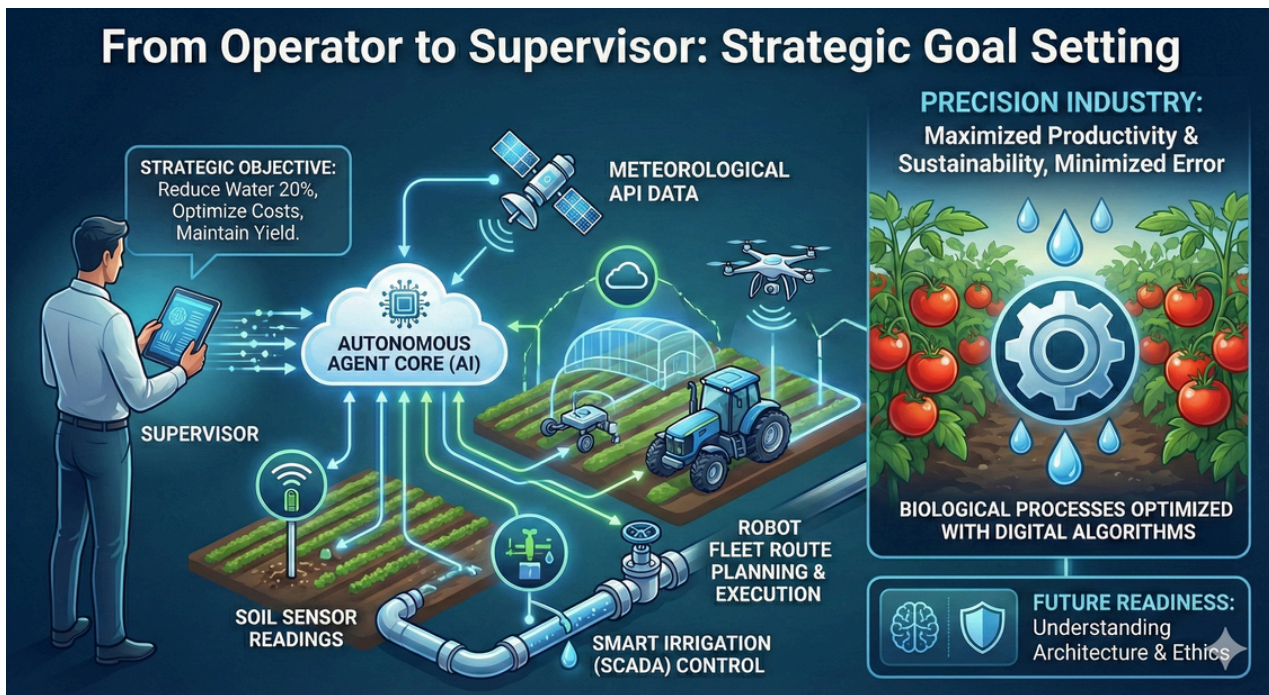 From Operator to Supervisor: Strategic Goal Setting
STRATEGIC OBJECTIVE:
Reduce Water 20%,
Optimize Costs,
Maintain Yield.
SUPERVISOR
AUTONOMOUS
AGENT CORE (AI)
METEOROLOGICAL
API DATA
SOIL SENSOR
READINGS
SMART IRRIGATION
(SCADA) CONTROL
ROBOT
FLEET ROUTE
PLANNING &
EXECUTION
PRECISION INDUSTRY:
Maximized Productivity &
Sustainability, Minimized Error
BIOLOGICAL PROCESSES OPTIMIZED
WITH DIGITAL ALGORITHMS
FUTURE READINESS:
Understanding
Architecture & Ethics